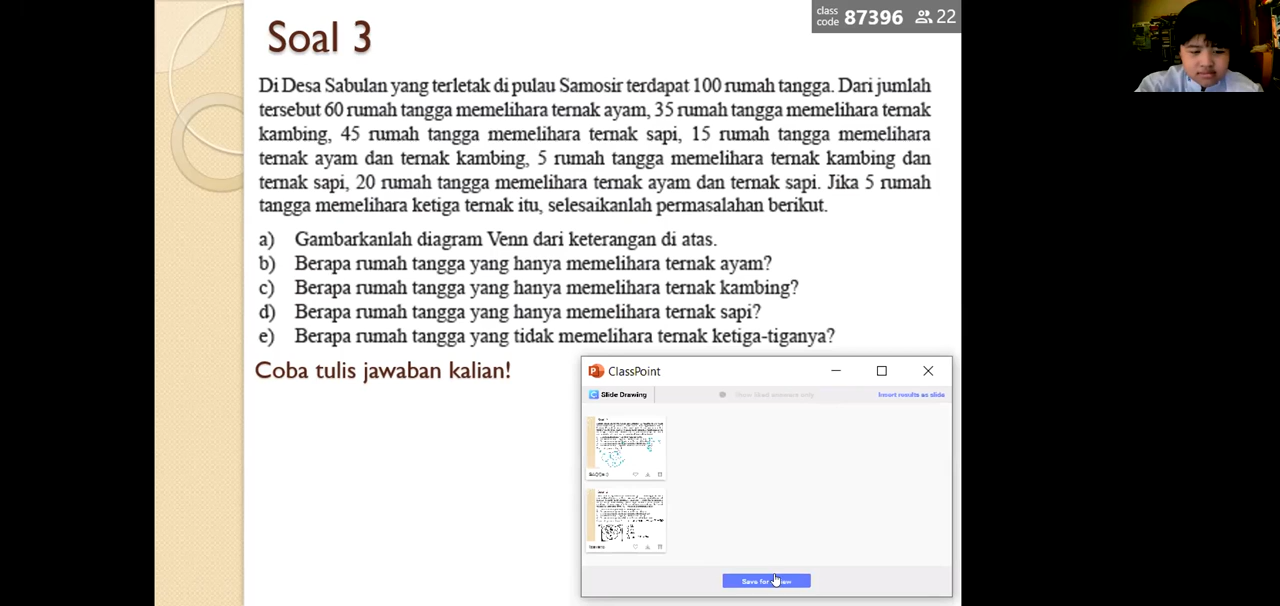 Soal 3
class code 87396 22
Di Desa Sabulan yang terletak di pulau Samosir terdapat 100 rumah tangga. Dari jumlah
tersebut 60 rumah tangga memelihara ternak ayam, 35 rumah tangga memelihara ternak
kambing, 45 rumah tangga memelihara ternak sapi, 15 rumah tangga memelihara
ternak ayam dan ternak kambing, 5 rumah tangga memelihara ternak kambing dan
ternak sapi, 20 rumah tangga memelihara ternak ayam dan ternak sapi. Jika 5 rumah
tangga memelihara ketiga ternak itu, selesaikanlah permasalahan berikut.
a) Gambarkanlah diagram Venn dari keterangan di atas.
b) Berapa rumah tangga yang hanya memelihara ternak ayam?
c) Berapa rumah tangga yang hanya memelihara ternak kambing?
d) Berapa rumah tangga yang hanya memelihara ternak sapi?
e) Berapa rumah tangga yang tidak memelihara ternak ketiga-tiganya?
Coba tulis jawaban kalian!
ClassPoint
Slide Drawing
Insert results as slide
Save for